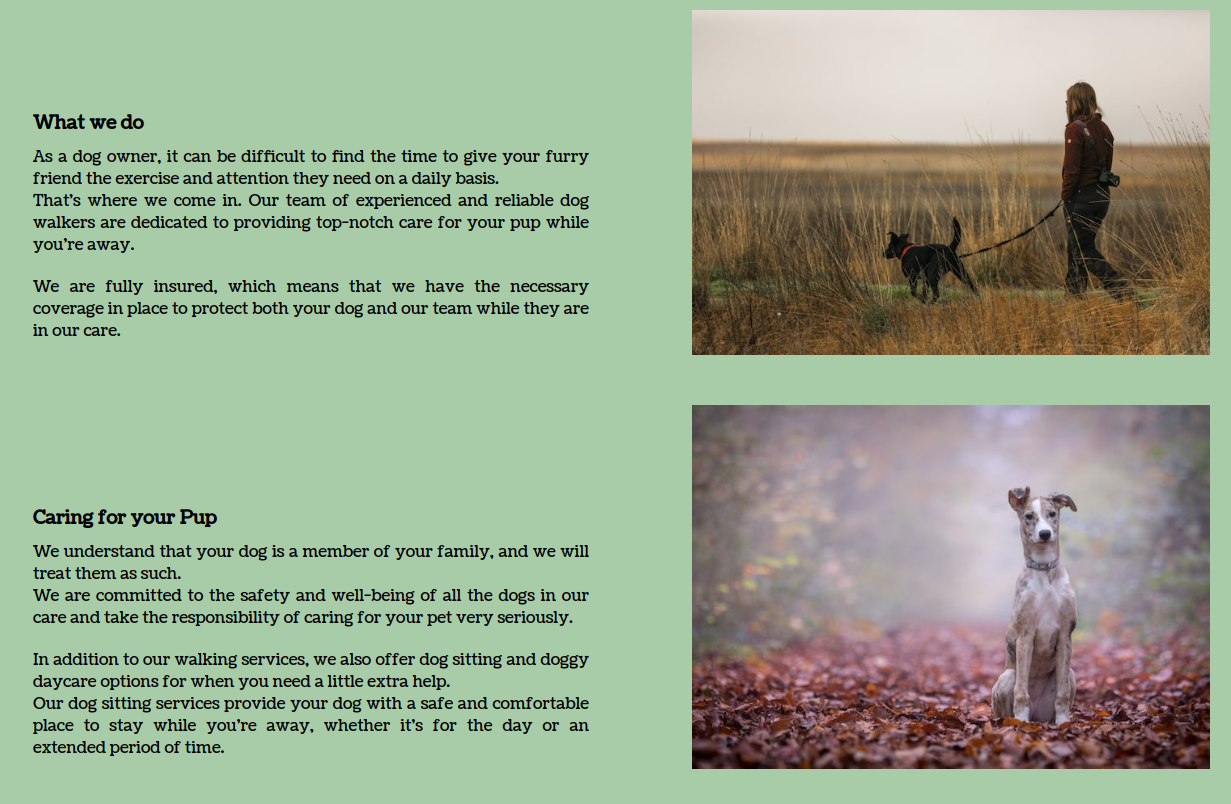 What we do
As a dog owner, it can be difficult to find the time to give your furry
friend the exercise and attention they need on a daily basis.
That's where we come in. Our team of experienced and reliable dog
walkers are dedicated to providing top-notch care for your pup while
you're away.
We are fully insured, which means that we have the necessary
coverage in place to protect both your dog and our team while they are
in our care.
Caring for your Pup
We understand that your dog is a member of your family, and we will
treat them as such.
We are committed to the safety and well-being of all the dogs in our
care and take the responsibility of caring for your pet very seriously.
In addition to our walking services, we also offer dog sitting and doggy
daycare options for when you need a little extra help.
Our dog sitting services provide your dog with a safe and comfortable
place to stay while you're away, whether it's for the day or an
extended period of time.